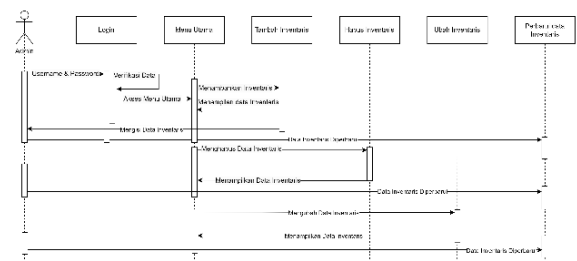 Login
Menu Utama
Tambah Inventaris
Hapus Inventaris
Ubah Inventaris
Perbarui data
Inventaris
Username & Password
Verifikasi Data
Menambahkan Inventaris
Akses Menu Utama
Menampilkan data Inventaris
Mengisi Data Inventaris
Data Inventaris Diperbarui
Menghapus Data Inventaris
Menampilkan Data Inventaris
Data Inventaris Diperbarui
Mengubah Data Inventaris
Menampilkan Data Inventaris
Data Inventaris Diperbarui